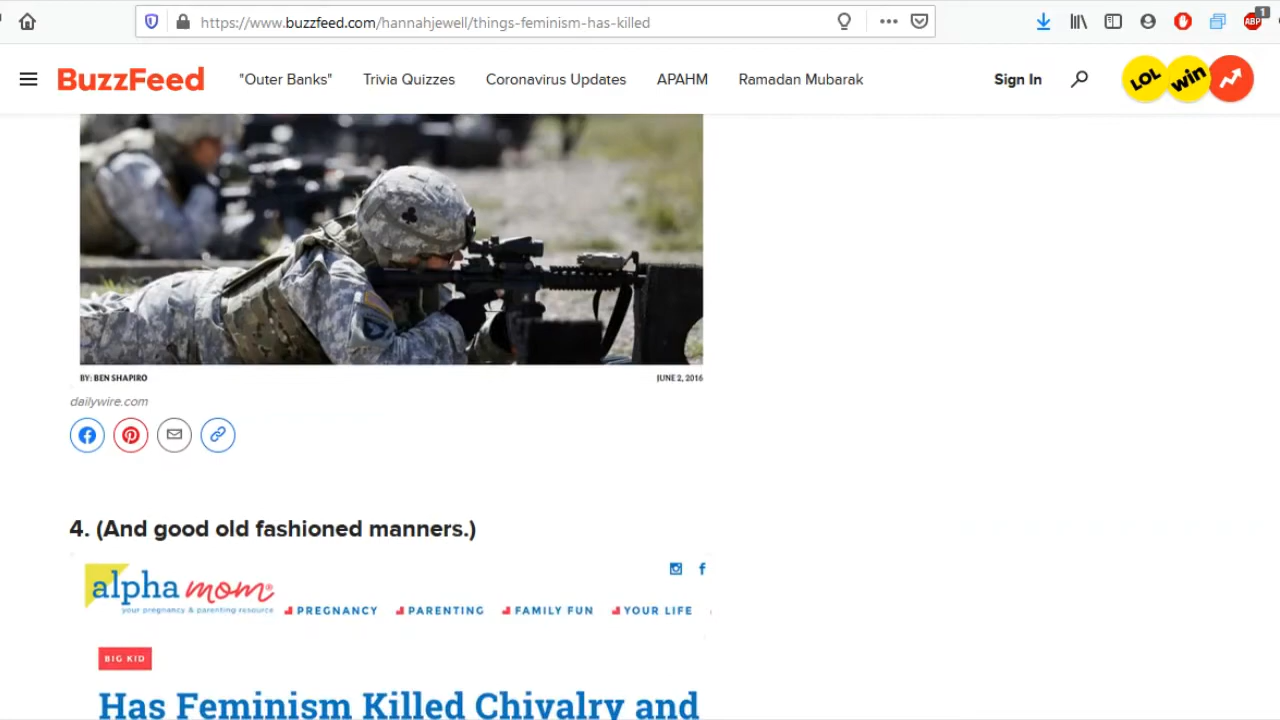 https://www.buzzfeed.com/hannahjewell/things-feminism-has-killed
ABP
1
BuzzFeed
"Outer Banks" Trivia Quizzes Coronavirus Updates APAHM Ramadan Mubarak Sign In
LOL
win
BY: BEN SHAPIRO JUNE 2, 2016
dailywire.com
4. (And good old fashioned manners.)
alpha mom®
your pregnancy & parenting resource
PREGNANCY PARENTING FAMILY FUN YOUR LIFE
BIG KID
Has Feminism Killed Chivalry and